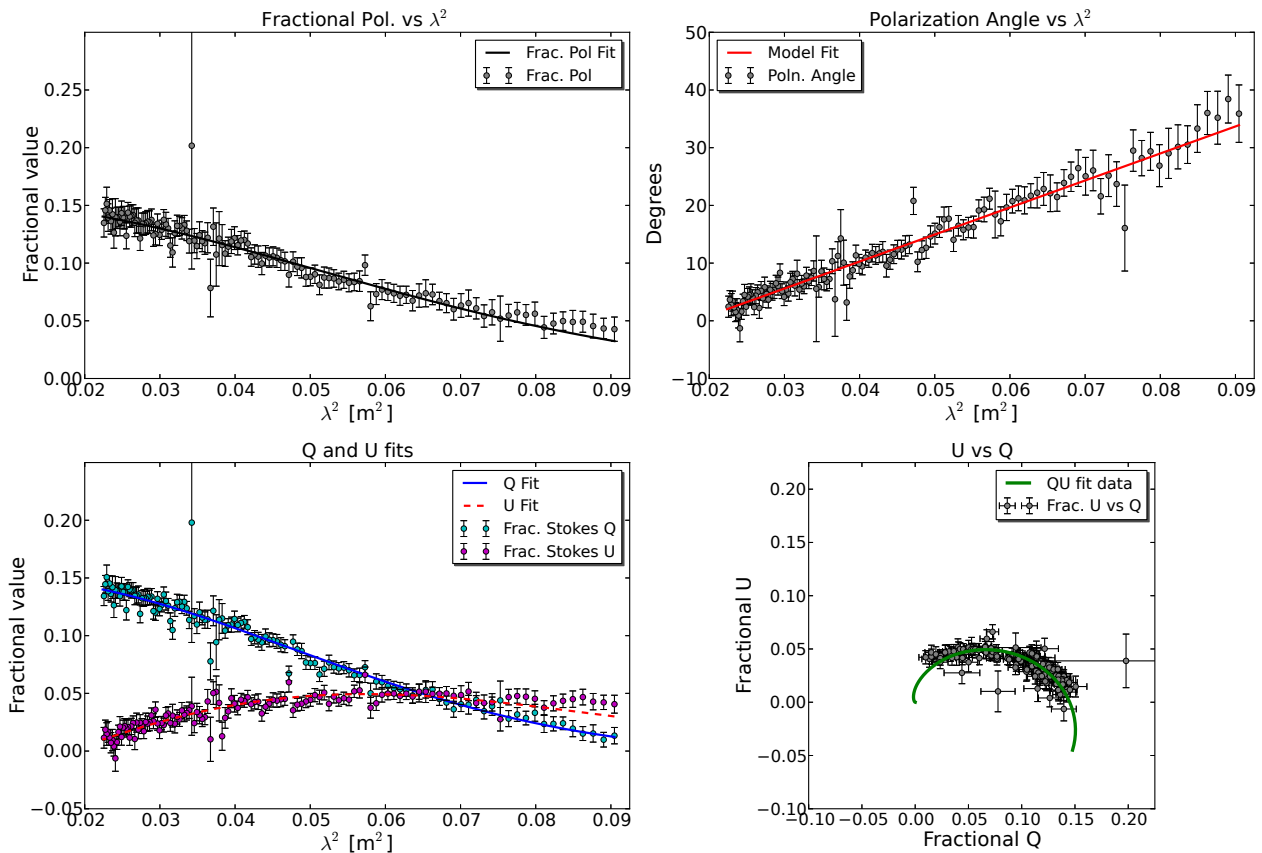 Fractional Pol. vs λ²
Fractional value
0.25
0.20
0.15
0.10
0.05
0.00
Frac. Pol Fit
Frac. Pol
0.02 0.03 0.04 0.05 0.06 0.07 0.08 0.09
λ² [m²]
Polarization Angle vs λ²
Degrees
50
40
30
20
10
0
−10
Model Fit
Poln. Angle
0.02 0.03 0.04 0.05 0.06 0.07 0.08 0.09
λ² [m²]
Q and U fits
Fractional value
0.20
0.15
0.10
0.05
0.00
−0.05
Q Fit
U Fit
Frac. Stokes Q
Frac. Stokes U
0.02 0.03 0.04 0.05 0.06 0.07 0.08 0.09
λ² [m²]
U vs Q
Fractional U
0.20
0.15
0.10
0.05
0.00
−0.05
−0.10
QU fit data
Frac. U vs Q
−0.10 −0.05 0.00 0.05 0.10 0.15 0.20
Fractional Q